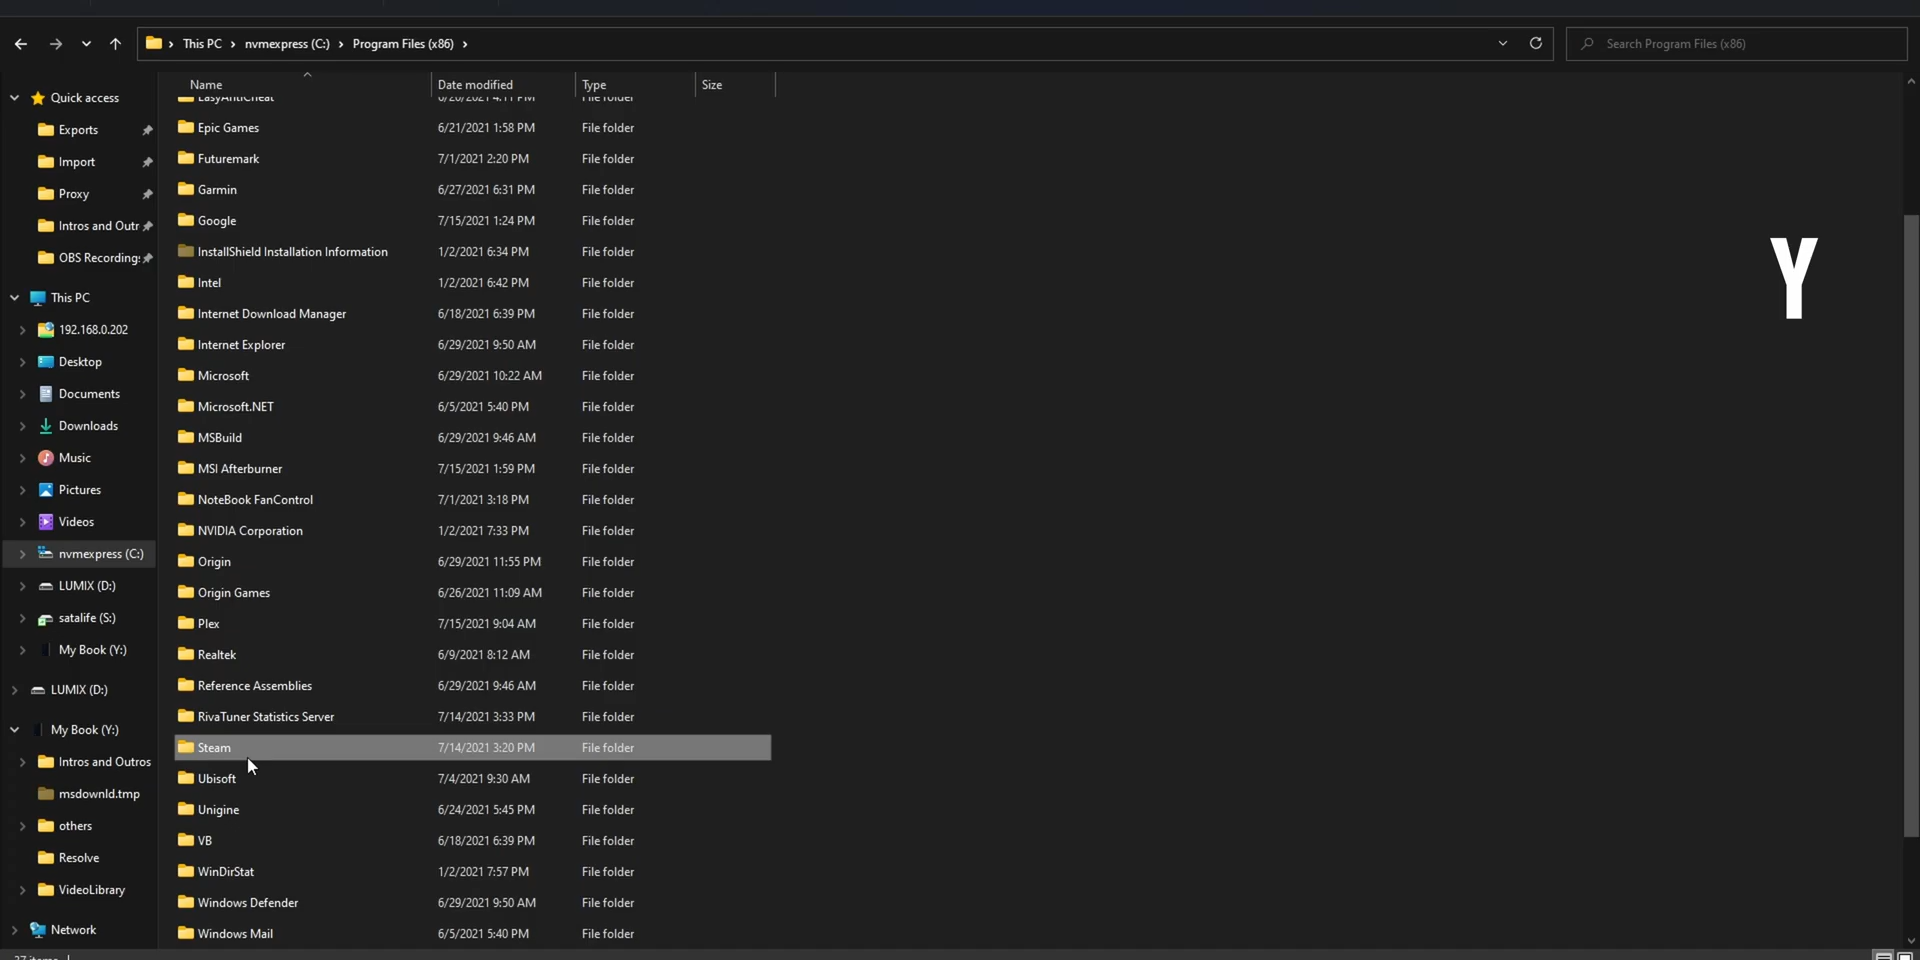 This PC > nvmexpress (C:) > Program Files (x86) >
Search Program Files (x86)
Name Date modified Type Size
Quick access
Exports
Import
Proxy
Intros and Outr
OBS Recording:
This PC
192.168.0.202
Desktop
Documents
Downloads
Music
Pictures
Videos
nvmexpress (C:)
LUMIX (D:)
satalife (S:)
My Book (Y:)
LUMIX (D:)
My Book (Y:)
Intros and Outros
msdownld.tmp
others
Resolve
VideoLibrary
Network
EasyAntiCheat 6/20/2021 4:11 PM File folder
Epic Games 6/21/2021 1:58 PM File folder
Futuremark 7/1/2021 2:20 PM File folder
Garmin 6/27/2021 6:31 PM File folder
Google 7/15/2021 1:24 PM File folder
InstallShield Installation Information 1/2/2021 6:34 PM File folder
Intel 1/2/2021 6:42 PM File folder
Internet Download Manager 6/18/2021 6:39 PM File folder
Internet Explorer 6/29/2021 9:50 AM File folder
Microsoft 6/29/2021 10:22 AM File folder
Microsoft.NET 6/5/2021 5:40 PM File folder
MSBuild 6/29/2021 9:46 AM File folder
MSI Afterburner 7/15/2021 1:59 PM File folder
NoteBook FanControl 7/1/2021 3:18 PM File folder
NVIDIA Corporation 1/2/2021 7:33 PM File folder
Origin 6/29/2021 11:55 PM File folder
Origin Games 6/26/2021 11:09 AM File folder
Plex 7/15/2021 9:04 AM File folder
Realtek 6/9/2021 8:12 AM File folder
Reference Assemblies 6/29/2021 9:46 AM File folder
RivaTuner Statistics Server 7/14/2021 3:33 PM File folder
Steam 7/14/2021 3:20 PM File folder
Ubisoft 7/4/2021 9:30 AM File folder
Unigine 6/24/2021 5:45 PM File folder
VB 6/18/2021 6:39 PM File folder
WinDirStat 1/2/2021 7:57 PM File folder
Windows Defender 6/29/2021 9:50 AM File folder
Windows Mail 6/5/2021 5:40 PM File folder
Y